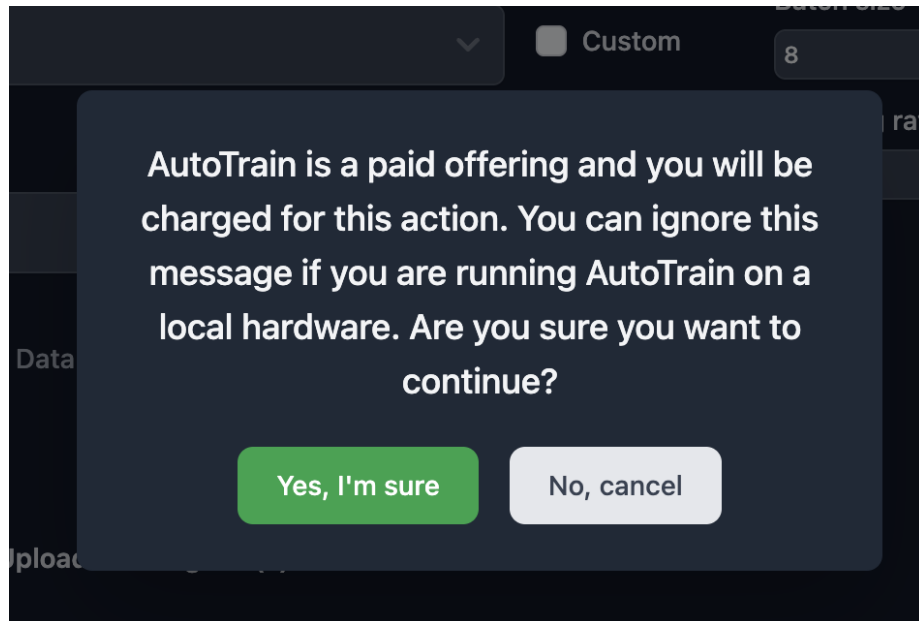 Custom
8
AutoTrain is a paid offering and you will be
charged for this action. You can ignore this
message if you are running AutoTrain on a
local hardware. Are you sure you want to
continue?
Data
Yes, I'm sure
No, cancel